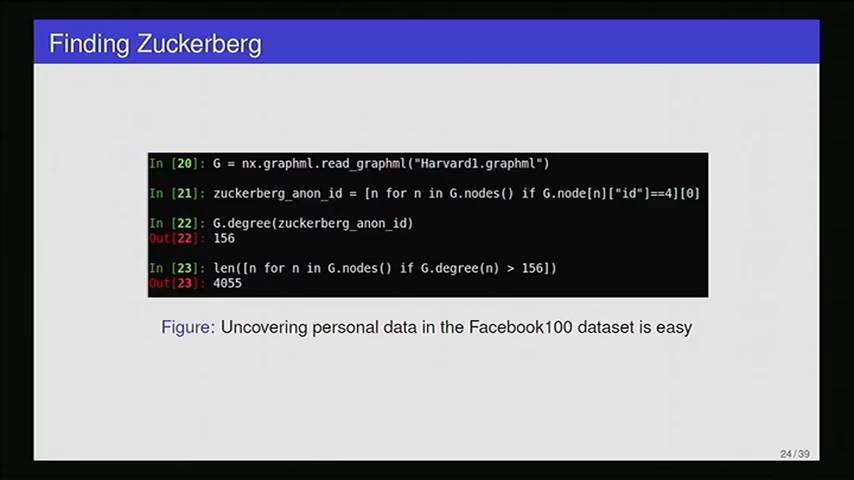 Finding Zuckerberg
In [20]: G = nx.graphml.read_graphml("Harvard1.graphml")
In [21]: zuckerberg_anon_id = [n for n in G.nodes() if G.node[n]["id"]==4][0]
In [22]: G.degree(zuckerberg_anon_id)
Out[22]: 156
In [23]: len([n for n in G.nodes() if G.degree(n) > 156])
Out[23]: 4055
Figure: Uncovering personal data in the Facebook100 dataset is easy
24/39